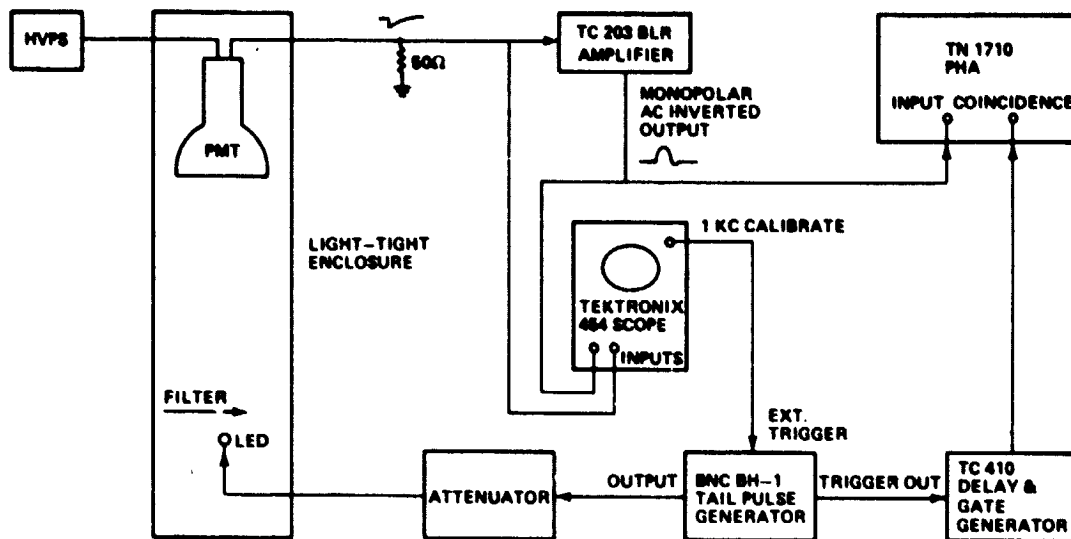 HVPS
PMT
50Ω
TC 203 BLR
AMPLIFIER
MONOPOLAR
AC INVERTED
OUTPUT
TN 1710
PHA
INPUT COINCIDENCE
LIGHT-TIGHT
ENCLOSURE
1 KC CALIBRATE
TEKTRONIX
454 SCOPE
INPUTS
FILTER
LED
EXT.
TRIGGER
ATTENUATOR
OUTPUT
BNC BH-1
TAIL PULSE
GENERATOR
TRIGGER OUT
TC 410
DELAY &
GATE
GENERATOR